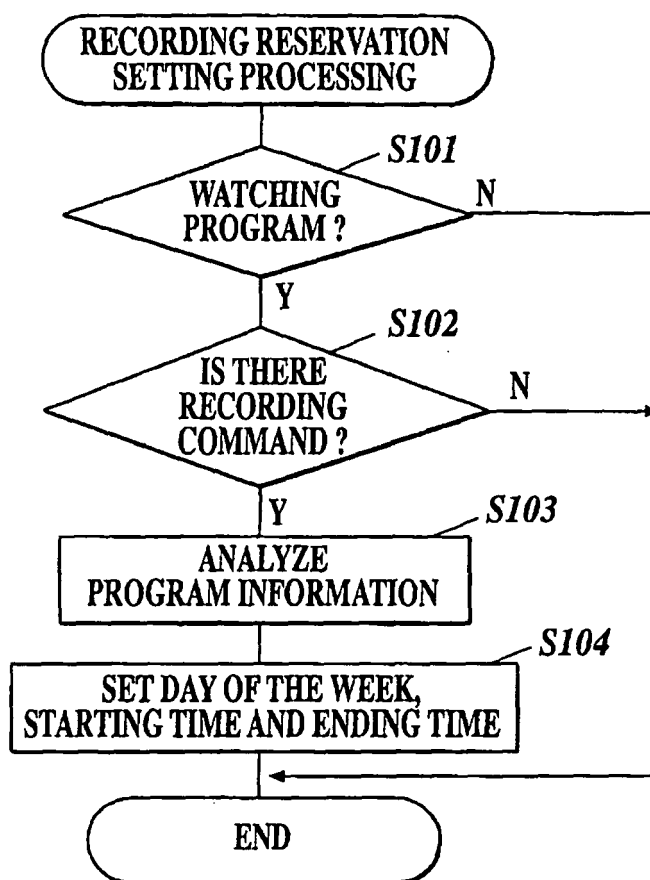 RECORDING RESERVATION
SETTING PROCESSING
S101
WATCHING
PROGRAM ?
N
Y
S102
IS THERE
RECORDING
COMMAND ?
N
Y
S103
ANALYZE
PROGRAM INFORMATION
S104
SET DAY OF THE WEEK,
STARTING TIME AND ENDING TIME
END